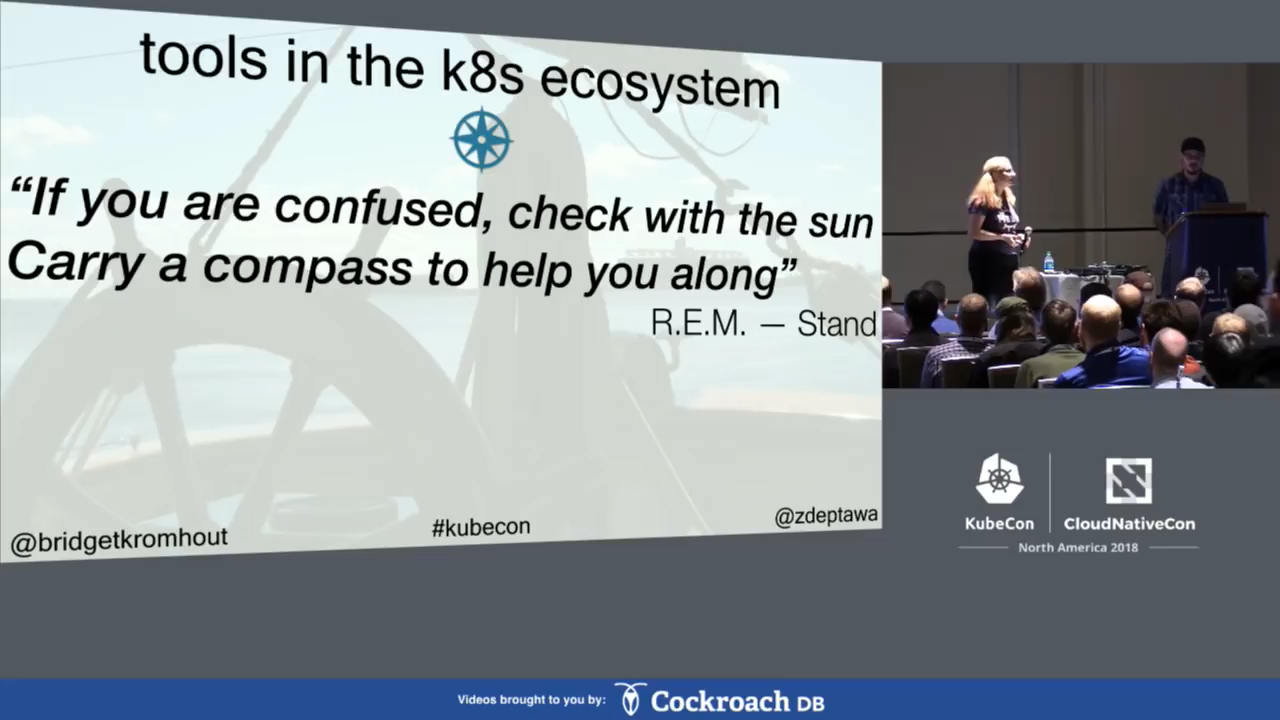 tools in the k8s ecosystem
“If you are confused, check with the sun
Carry a compass to help you along”
R.E.M. — Stand
@bridgetkromhout
#kubecon
@zdeptawa
KubeCon
CloudNativeCon
North America 2018
Videos brought to you by:
Cockroach DB